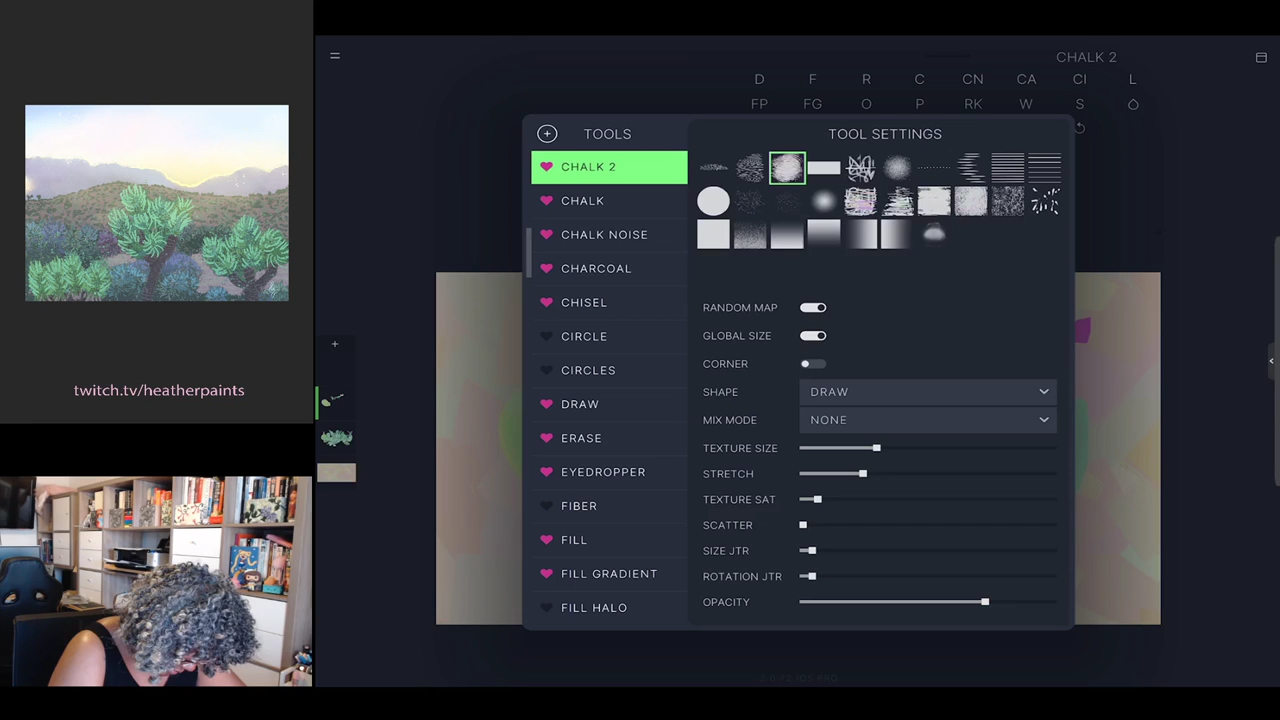 twitch.tv/heatherpaints
CHALK 2
D F R C CN CA CI L
FP FG O P RK W S
TOOLS
TOOL SETTINGS
CHALK 2
CHALK
CHALK NOISE
CHARCOAL
CHISEL
CIRCLE
CIRCLES
DRAW
ERASE
EYEDROPPER
FIBER
FILL
FILL GRADIENT
FILL HALO
RANDOM MAP
GLOBAL SIZE
CORNER
SHAPE DRAW
MIX MODE NONE
TEXTURE SIZE
STRETCH
TEXTURE SAT
SCATTER
SIZE JTR
ROTATION JTR
OPACITY